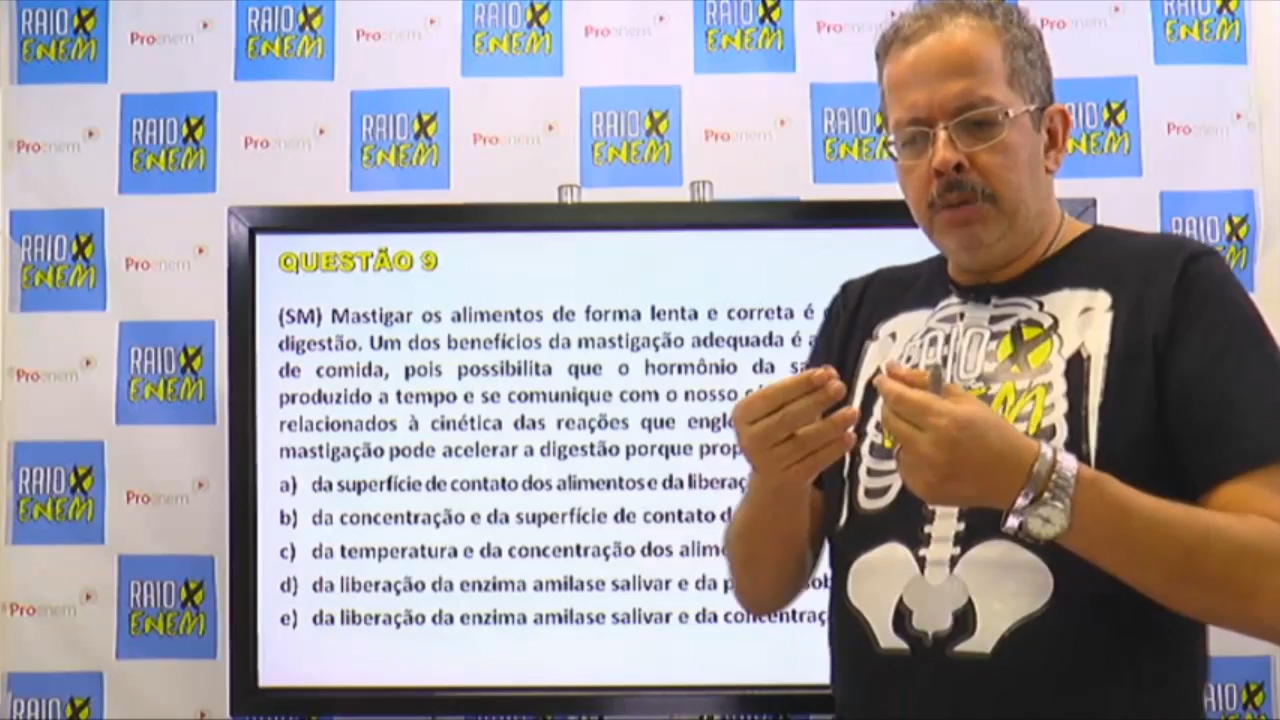 RAIO X
ENEM
Proenem
QUESTÃO 9
(SM) Mastigar os alimentos de forma lenta e correta é
digestão. Um dos benefícios da mastigação adequada é
de comida, pois possibilita que o hormônio da
produzido a tempo e se comunique com o nosso
relacionados à cinética das reações que
mastigação pode acelerar a digestão porque
a) da superfície de contato dos alimentos e da
b) da concentração e da superfície de contato
c) da temperatura e da concentração dos
d) da liberação da enzima amilase salivar e da
e) da liberação da enzima amilase salivar e da
RAIO X
ENEM